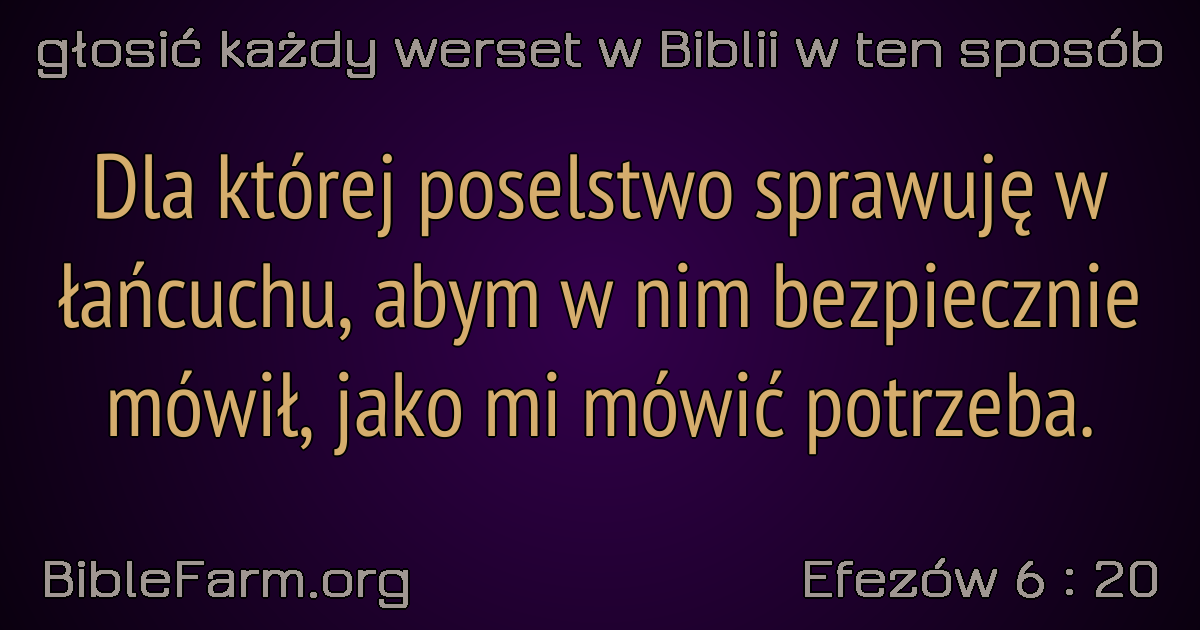 głosić każdy werset w Biblii w ten sposób
Dla której poselstwo sprawuję w
łańcuchu, abym w nim bezpiecznie
mówił, jako mi mówić potrzeba.
BibleFarm.org
Efezów 6 : 20